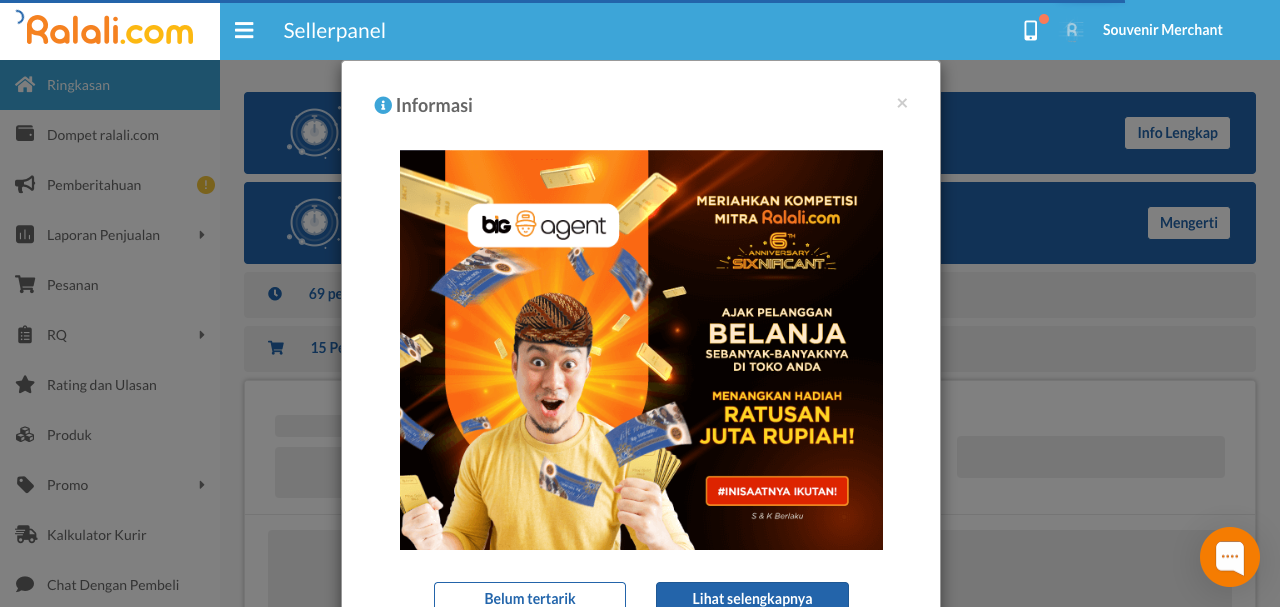 Ralali.com
Sellerpanel
Souvenir Merchant
Ringkasan
Dompet ralali.com
Pemberitahuan
Laporan Penjualan
Pesanan
RQ
Rating dan Ulasan
Produk
Promo
Kalkulator Kurir
Chat Dengan Pembeli
Info Lengkap
Mengerti
69 pe
15 Pe
Informasi
×
big agent
MERIAHKAN KOMPETISI
MITRA Ralali.com
6TH
ANNIVERSARY
SIXNIFICANT
AJAK PELANGGAN
BELANJA
SEBANYAK-BANYAKNYA
DI TOKO ANDA
MENANGKAN HADIAH
RATUSAN
JUTA RUPIAH!
#INISAATNYA IKUTAN!
S & K Berlaku
Belum tertarik
Lihat selengkapnya